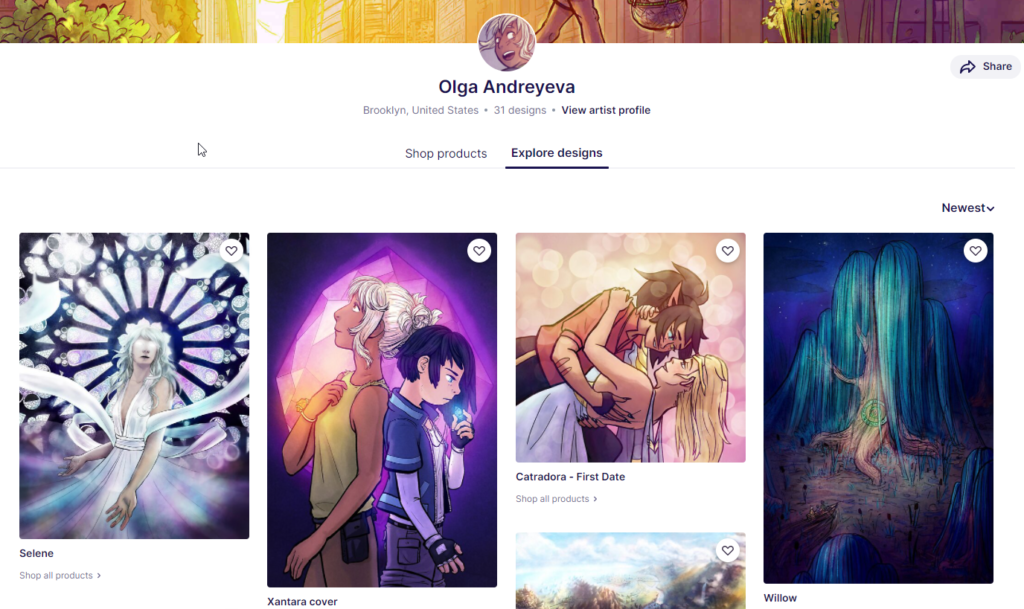 Share
Olga Andreyeva
Brooklyn, United States • 31 designs • View artist profile
Shop products Explore designs
Newest
Selene
Shop all products >
Xantara cover
Catradora - First Date
Shop all products >
Willow